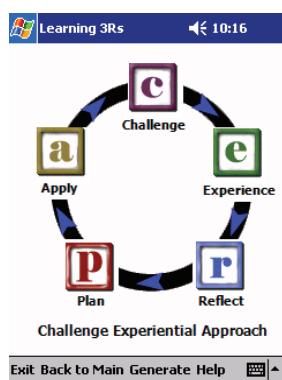 Learning 3Rs 10:16
c
Challenge
a
e
Apply
Experience
p
r
Plan
Reflect
Challenge Experiential Approach
Exit Back to Main Generate Help